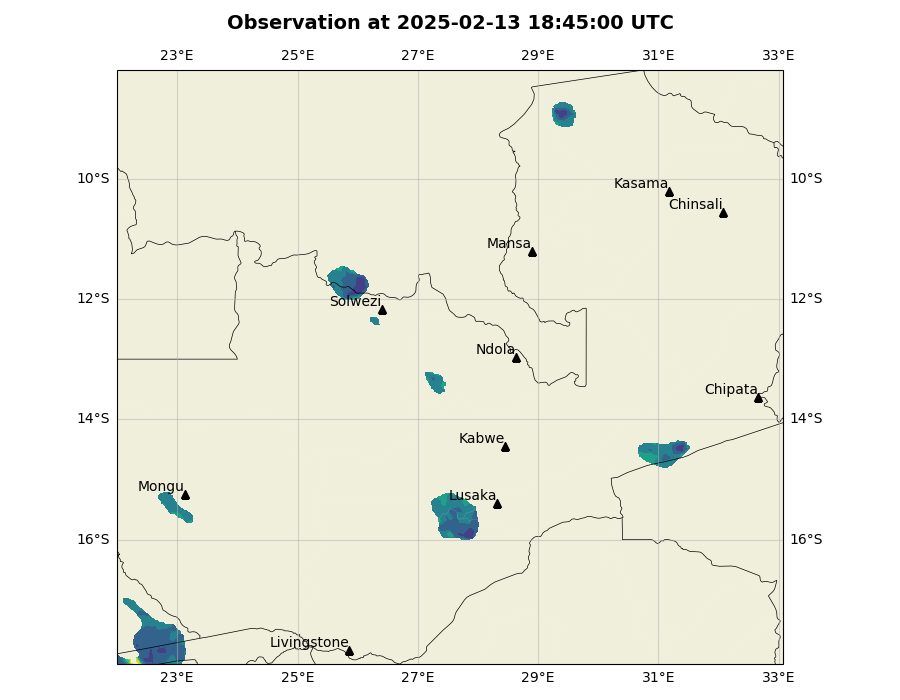 Observation at 2025-02-13 18:45:00 UTC
23°E 25°E 27°E 29°E 31°E 33°E
10°S 10°S
Kasama
Chinsali
Mansa
12°S 12°S
Solwezi
Ndola
Chipata
14°S 14°S
Kabwe
Mongu
Lusaka
16°S 16°S
Livingstone
23°E 25°E 27°E 29°E 31°E 33°E